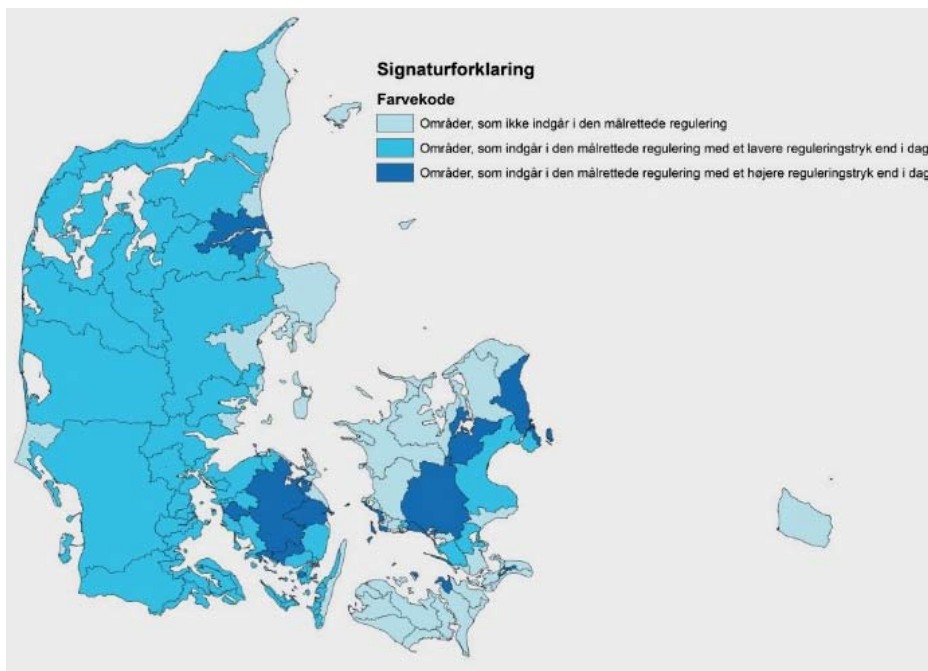 Signaturforklaring
Farvekode
Områder, som ikke indgår i den målrettede regulering
Områder, som indgår i den målrettede regulering med et lavere reguleringstryk end i dag
Områder, som indgår i den målrettede regulering med et højere reguleringstryk end i dag